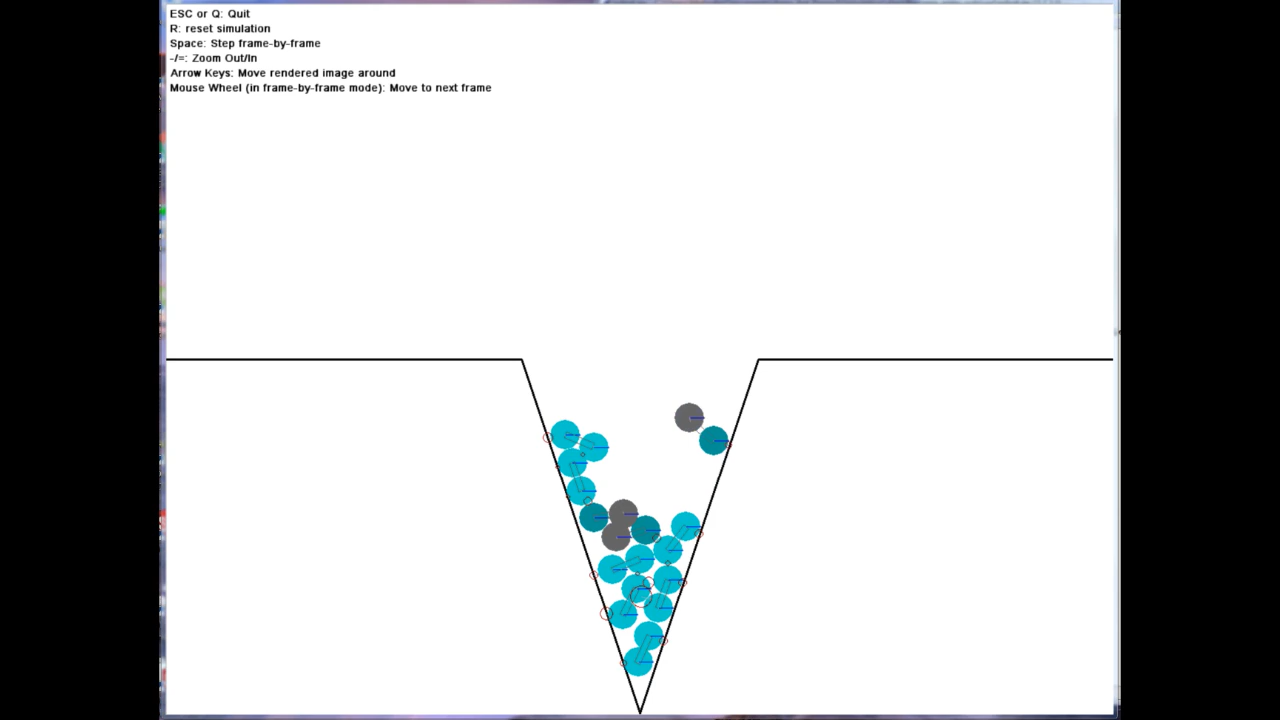 ESC or Q: Quit
R: reset simulation
Space: Step frame-by-frame
-/=: Zoom Out/In
Arrow Keys: Move rendered image around
Mouse Wheel (in frame-by-frame mode): Move to next frame